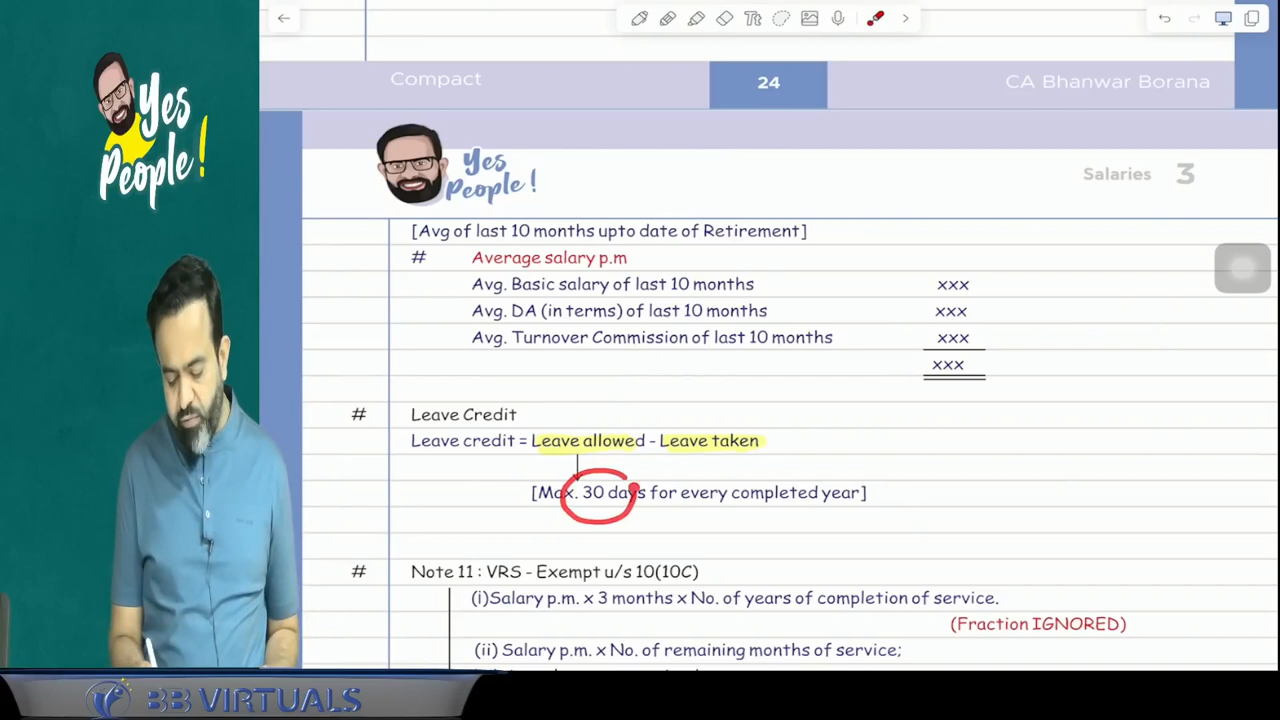 Tt
Compact
24
CA Bhanwar Borana
Yes
People !
Yes
People !
Salaries 3
[Avg of last 10 months upto date of Retirement]
# Average salary p.m
Avg. Basic salary of last 10 months xxx
Avg. DA (in terms) of last 10 months xxx
Avg. Turnover Commission of last 10 months xxx
xxx
# Leave Credit
Leave credit = Leave allowed - Leave taken
[Max. 30 days for every completed year]
# Note 11 : VRS - Exempt u/s 10(10C)
(i)Salary p.m. x 3 months x No. of years of completion of service.
(Fraction IGNORED)
(ii) Salary p.m. x No. of remaining months of service;
BB VIRTUALS